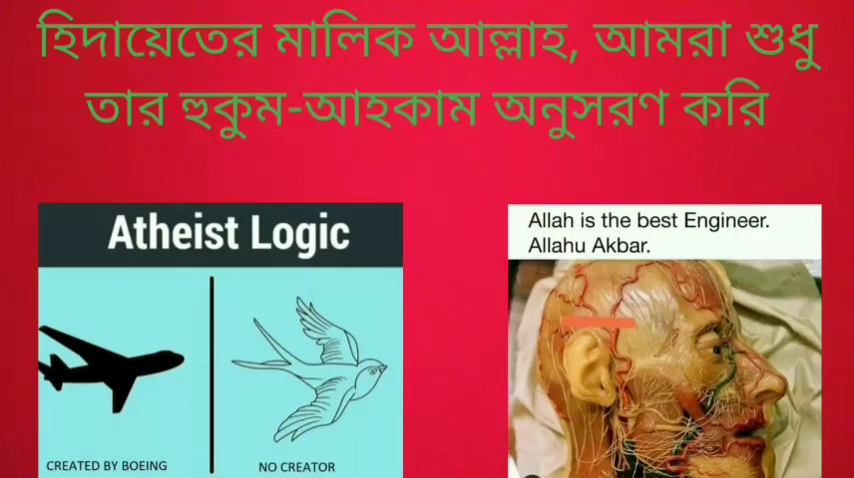 হিদায়েতের মালিক আল্লাহ, আমরা শুধু
তার হুকুম-আহকাম অনুসরণ করি
Atheist Logic
CREATED BY BOEING
NO CREATOR
Allah is the best Engineer.
Allahu Akbar.